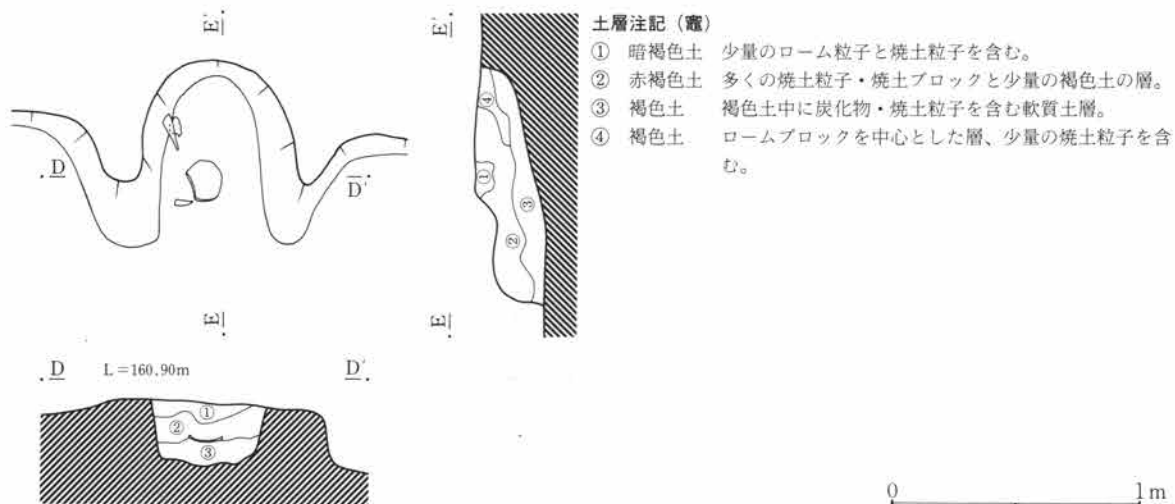 土層注記（竈）
① 暗褐色土 少量のローム粒子と焼土粒子を含む。
② 赤褐色土 多くの焼土粒子・焼土ブロックと少量の褐色土の層。
③ 褐色土 褐色土中に炭化物・焼土粒子を含む軟質土層。
④ 褐色土 ロームブロックを中心とした層、少量の焼土粒子を含
む。
E'
E'
D
D'
④
①
③
②
E
E
D L=160.90m D'
①
②
③
0 1m